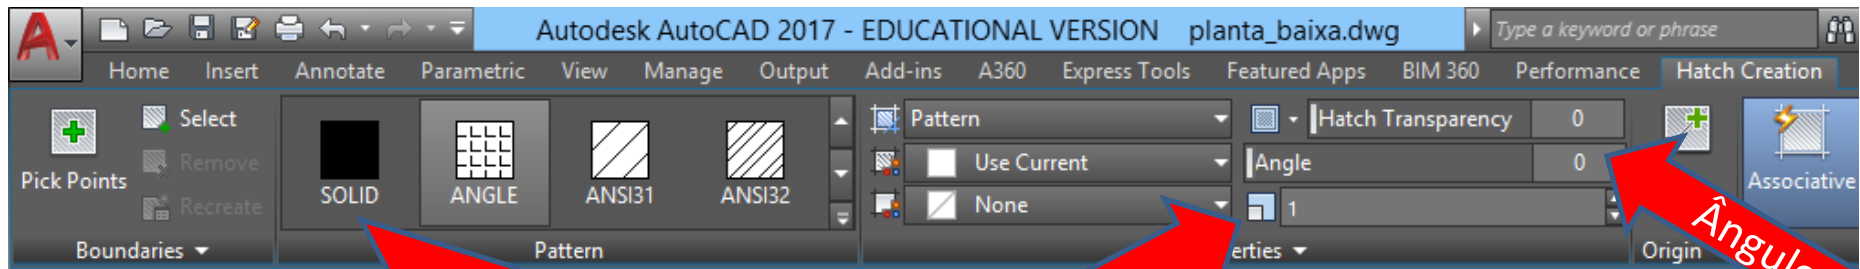 Autodesk AutoCAD 2017 - EDUCATIONAL VERSION planta_baixa.dwg Type a keyword or phrase
Home Insert Annotate Parametric View Manage Output Add-ins A360 Express Tools Featured Apps BIM 360 Performance Hatch Creation
Pick Points
Select
Remove
Recreate
Boundaries
SOLID
ANGLE
ANSI31
ANSI32
Pattern
Pattern
Use Current
None
Hatch Transparency 0
Angle 0
1
erties
Origin
Associative
Ângulo